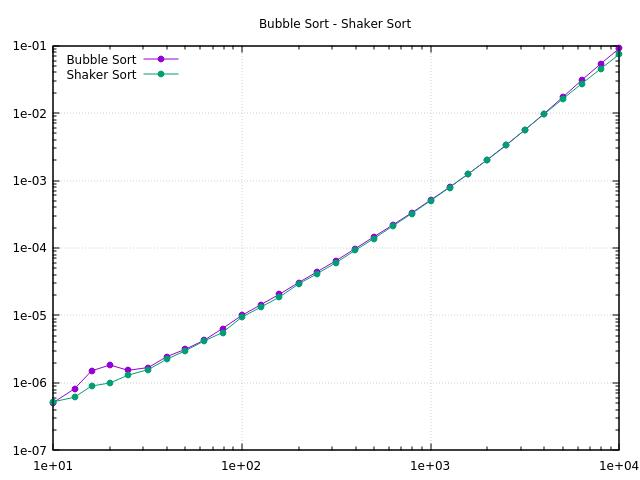 Bubble Sort - Shaker Sort
1e-01
Bubble Sort
Shaker Sort
1e-02
1e-03
1e-04
1e-05
1e-06
1e-07
1e+01 1e+02 1e+03 1e+04